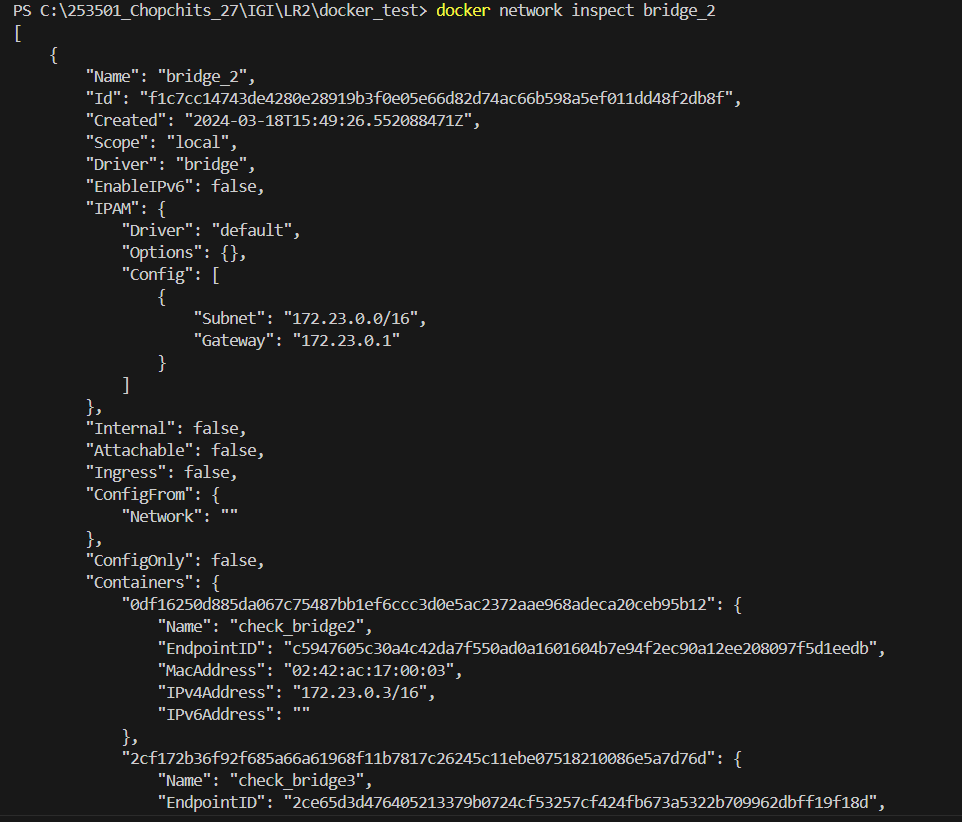 PS C:\253501_Chopchits_27\IGI\LR2\docker_test> docker network inspect bridge_2
[
    {
        "Name": "bridge_2",
        "Id": "f1c7cc14743de4280e28919b3f0e05e66d82d74ac66b598a5ef011dd48f2db8f",
        "Created": "2024-03-18T15:49:26.552088471Z",
        "Scope": "local",
        "Driver": "bridge",
        "EnableIPv6": false,
        "IPAM": {
            "Driver": "default",
            "Options": {},
            "Config": [
                {
                    "Subnet": "172.23.0.0/16",
                    "Gateway": "172.23.0.1"
                }
            ]
        },
        "Internal": false,
        "Attachable": false,
        "Ingress": false,
        "ConfigFrom": {
            "Network": ""
        },
        "ConfigOnly": false,
        "Containers": {
            "0df16250d885da067c75487bb1ef6ccc3d0e5ac2372aae968adeca20ceb95b12": {
                "Name": "check_bridge2",
                "EndpointID": "c5947605c30a4c42da7f550ad0a1601604b7e94f2ec90a12ee208097f5d1eedb",
                "MacAddress": "02:42:ac:17:00:03",
                "IPv4Address": "172.23.0.3/16",
                "IPv6Address": ""
            },
            "2cf172b36f92f685a66a61968f11b7817c26245c11ebe07518210086e5a7d76d": {
                "Name": "check_bridge3",
                "EndpointID": "2ce65d3d476405213379b0724cf53257cf424fb673a5322b709962dbff19f18d",